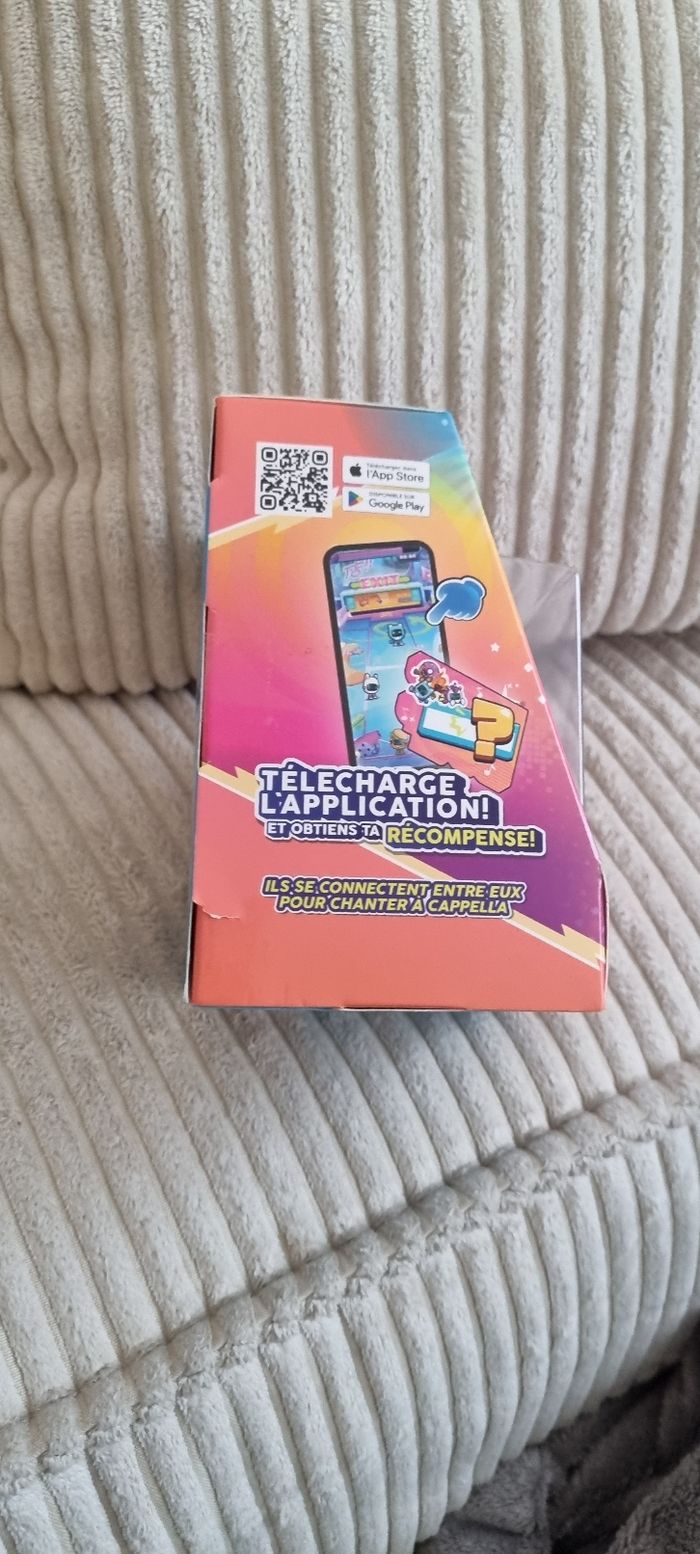 Télécharger dans
l'App Store
DISPONIBLE SUR
Google Play
EXIT
?
TÉLECHARGE
L'APPLICATION!
ET OBTIENS TA RÉCOMPENSE!
ILS SE CONNECTENT ENTRE EUX
POUR CHANTER À CAPPELLA